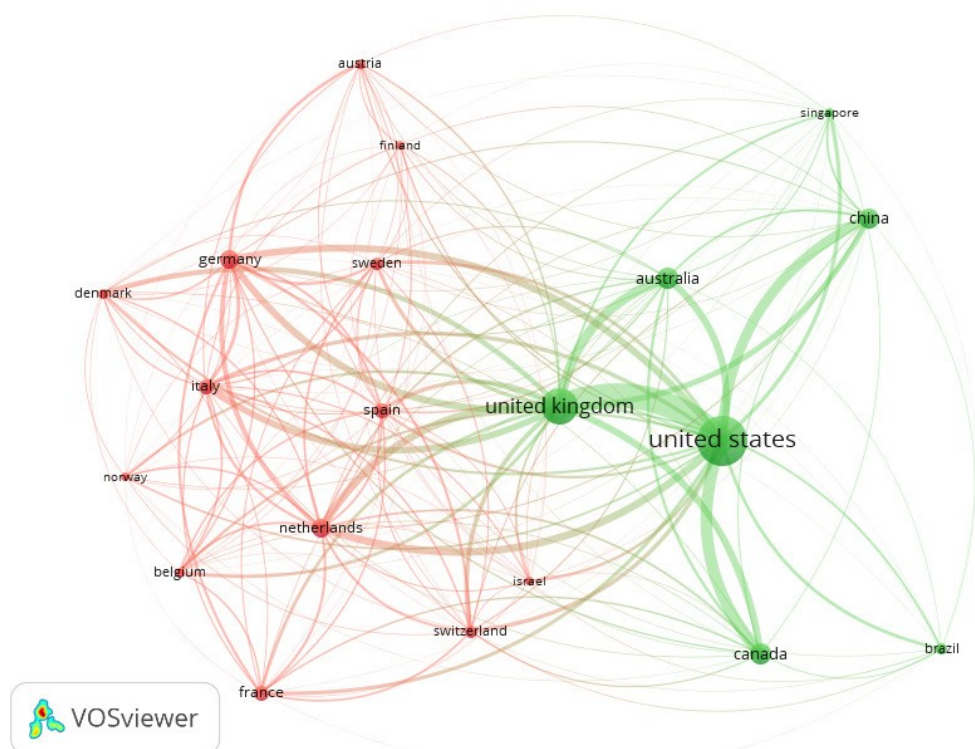 austria
singapore
finland
china
germany
sweden
australia
denmark
italy
spain
united kingdom
united states
norway
netherlands
belgium
israel
switzerland
canada
brazil
france
VOSviewer